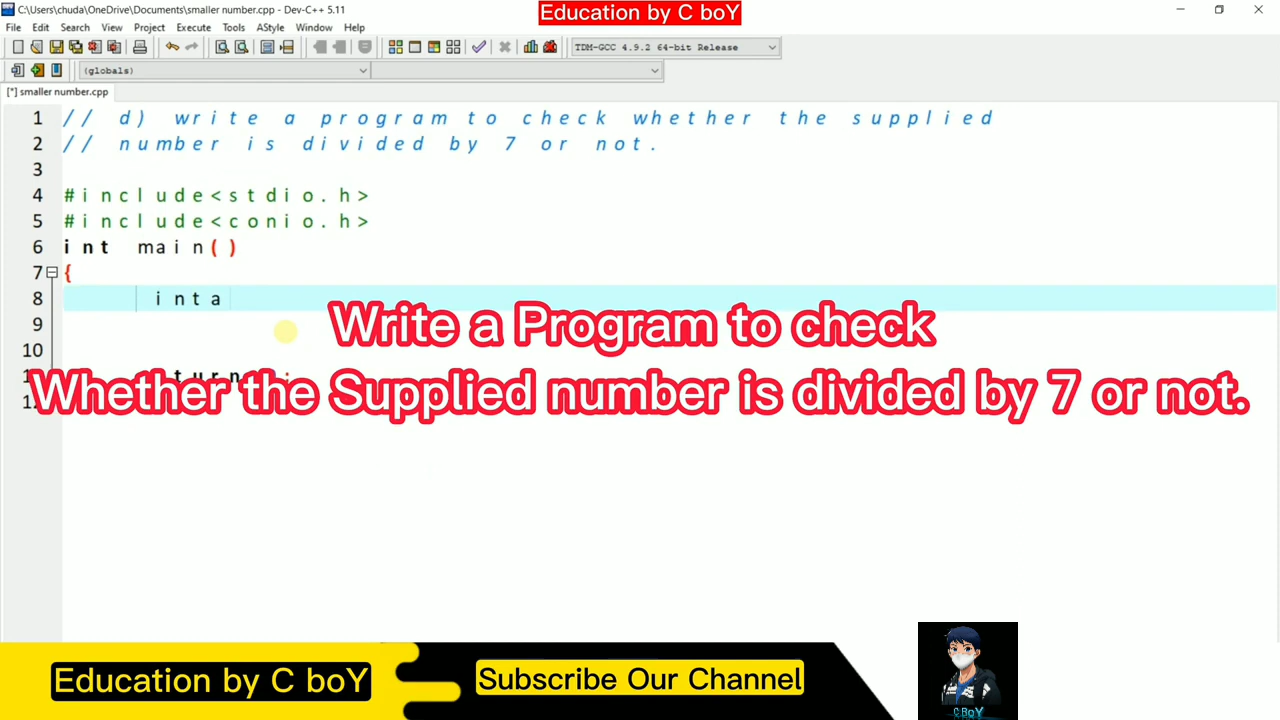 C:\Users\chuda\OneDrive\Documents\smaller number.cpp - Dev-C++ 5.11
Education by C boY
File Edit Search View Project Execute Tools AStyle Window Help
TDM-GCC 4.9.2 64-bit Release
(globals)
[*] smaller number.cpp
1 // d) write a program to check whether the supplied
2 // number is divided by 7 or not.
3
4 #include<stdio.h>
5 #include<conio.h>
6 int main()
7 {
8 inta
9
10
Write a Program to check
Whether the Supplied number is divided by 7 or not.
Education by C boY
Subscribe Our Channel
C BoY